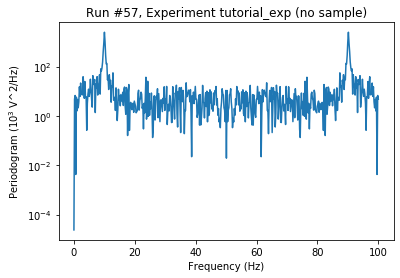 Run #57, Experiment tutorial_exp (no sample)
Periodogram (10³ V^2/Hz)
10²
10⁰
10⁻²
10⁻⁴
0 20 40 60 80 100
Frequency (Hz)